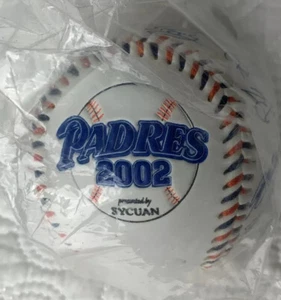 PADRES
2002
presented by
SYCUAN